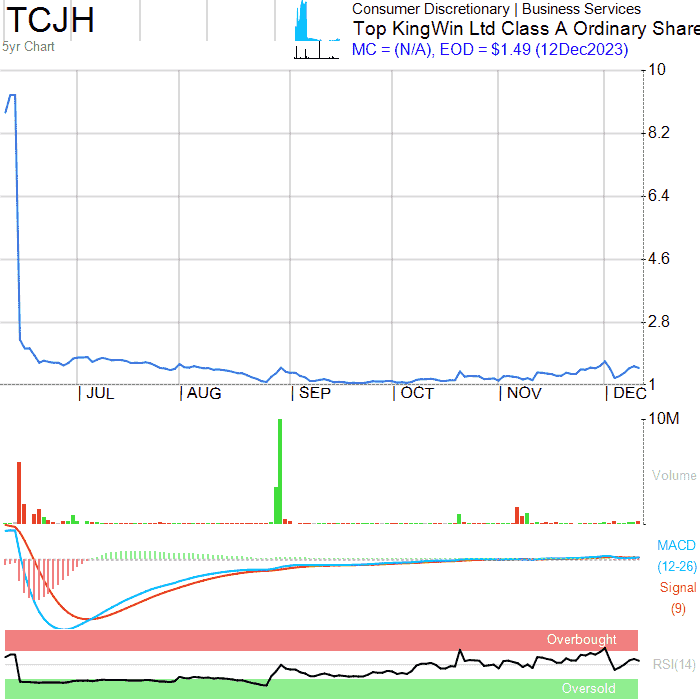 TCJH
5yr Chart
Consumer Discretionary | Business Services
Top KingWin Ltd Class A Ordinary Share
MC = (N/A), EOD = $1.49 (12Dec2023)
10
8.2
6.4
4.6
2.8
1
JUL
AUG
SEP
OCT
NOV
DEC
10M
Volume
MACD
(12-26)
Signal
(9)
Overbought
RSI(14)
Oversold